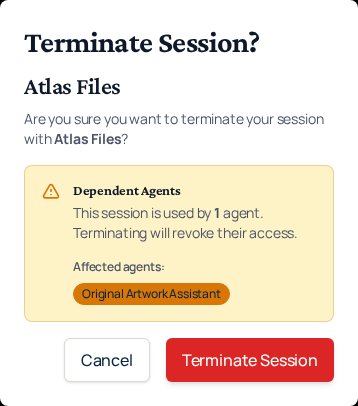 Terminate Session?
Atlas Files
Are you sure you want to terminate your session
with Atlas Files?
Dependent Agents
This session is used by 1 agent.
Terminating will revoke their access.
Affected agents:
Original Artwork Assistant
Cancel
Terminate Session